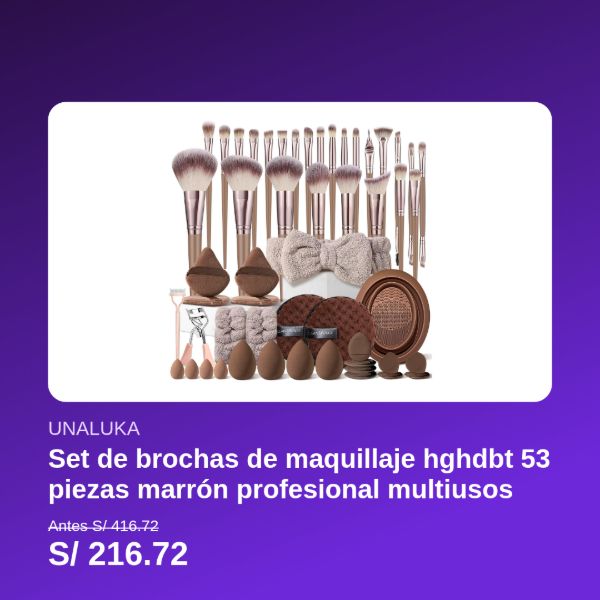 UNALUKA
Set de brochas de maquillaje hghdbt 53
piezas marrón profesional multiusos
Antes S/ 416.72
S/ 216.72